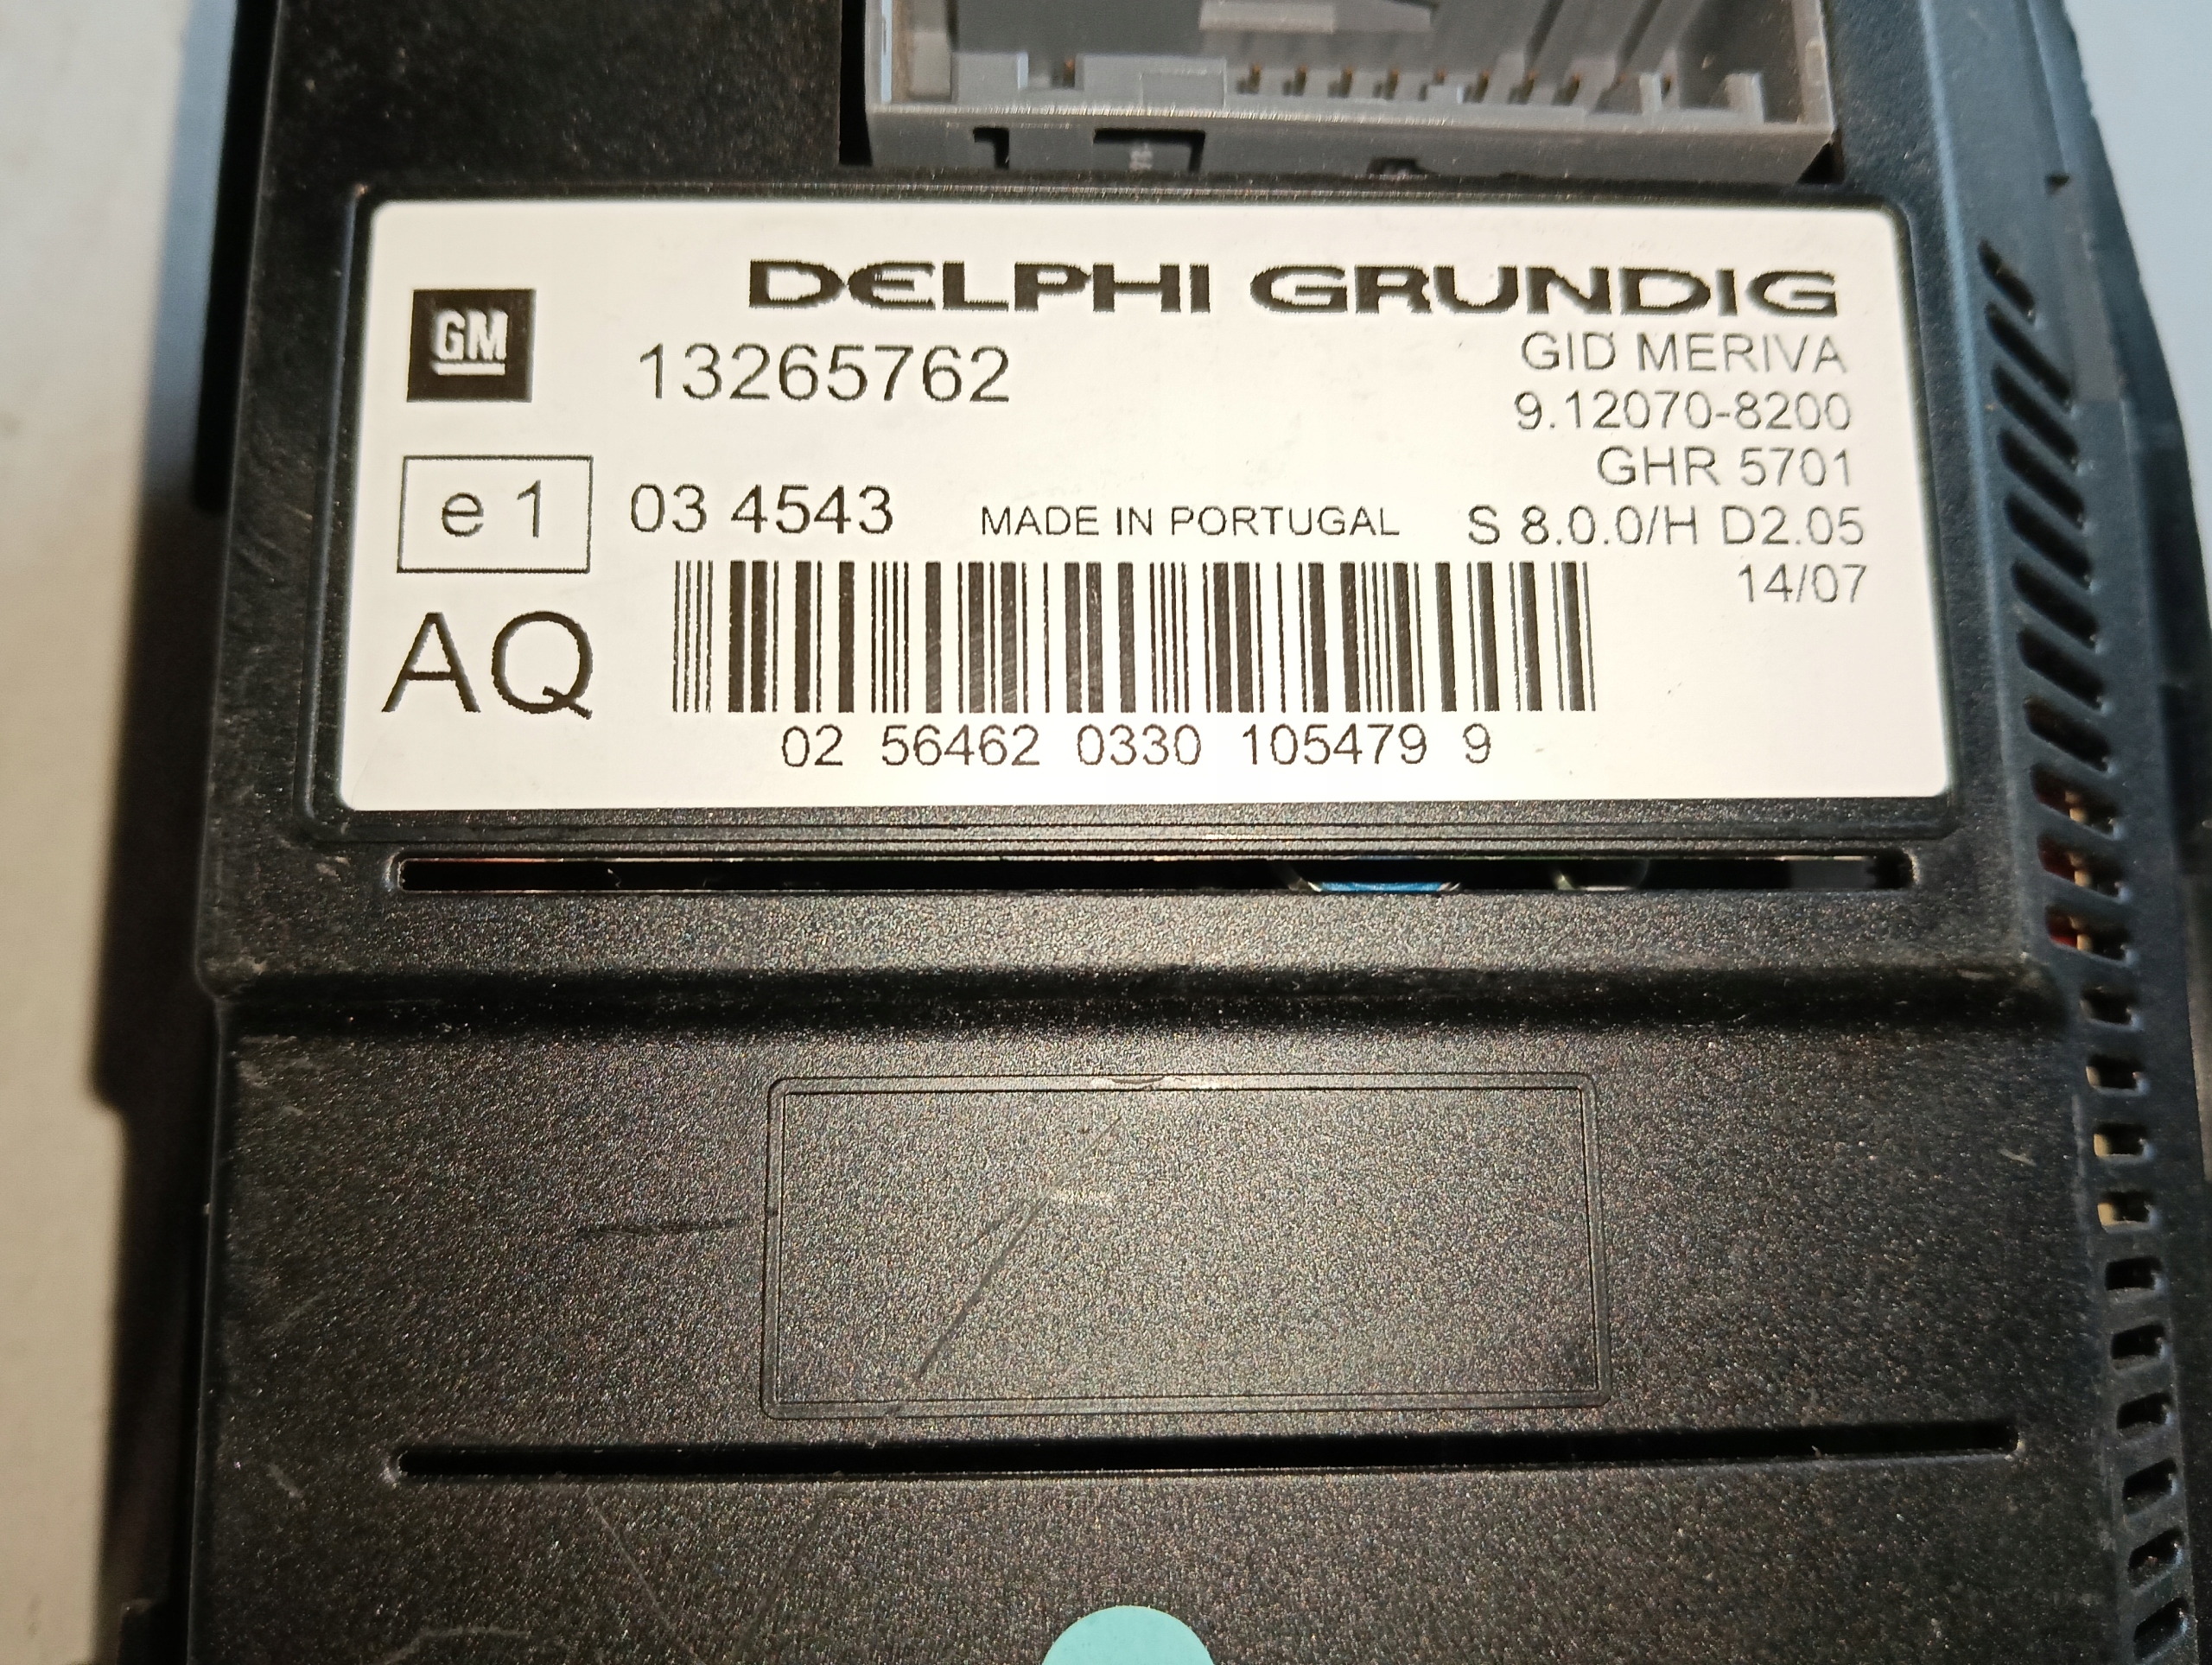 DELPHI GRUNDIG
GM
13265762
GID MERIVA
9.12070-8200
GHR 5701
e 1
03 4543
MADE IN PORTUGAL
S 8.0.0/H D2.05
14/07
AQ
02 56462 0330 105479 9